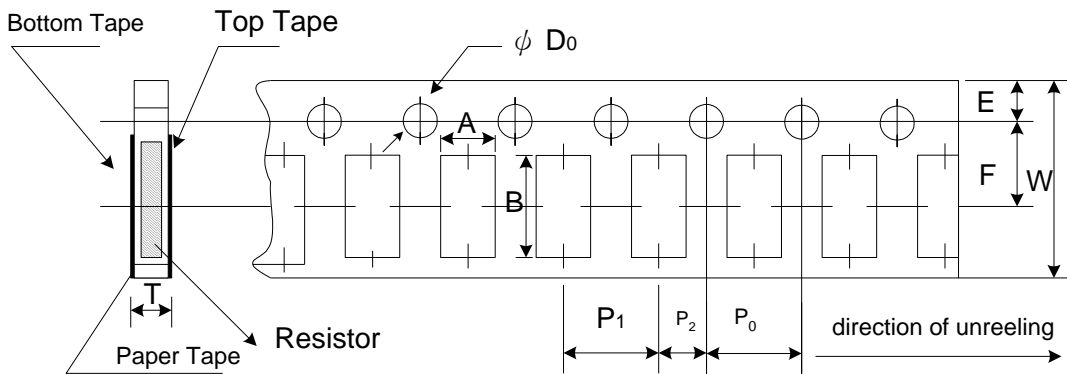 Bottom Tape
Top Tape
ψ D0
E
A
F
W
B
T
P1
P2
P0
Resistor
direction of unreeling
Paper Tape